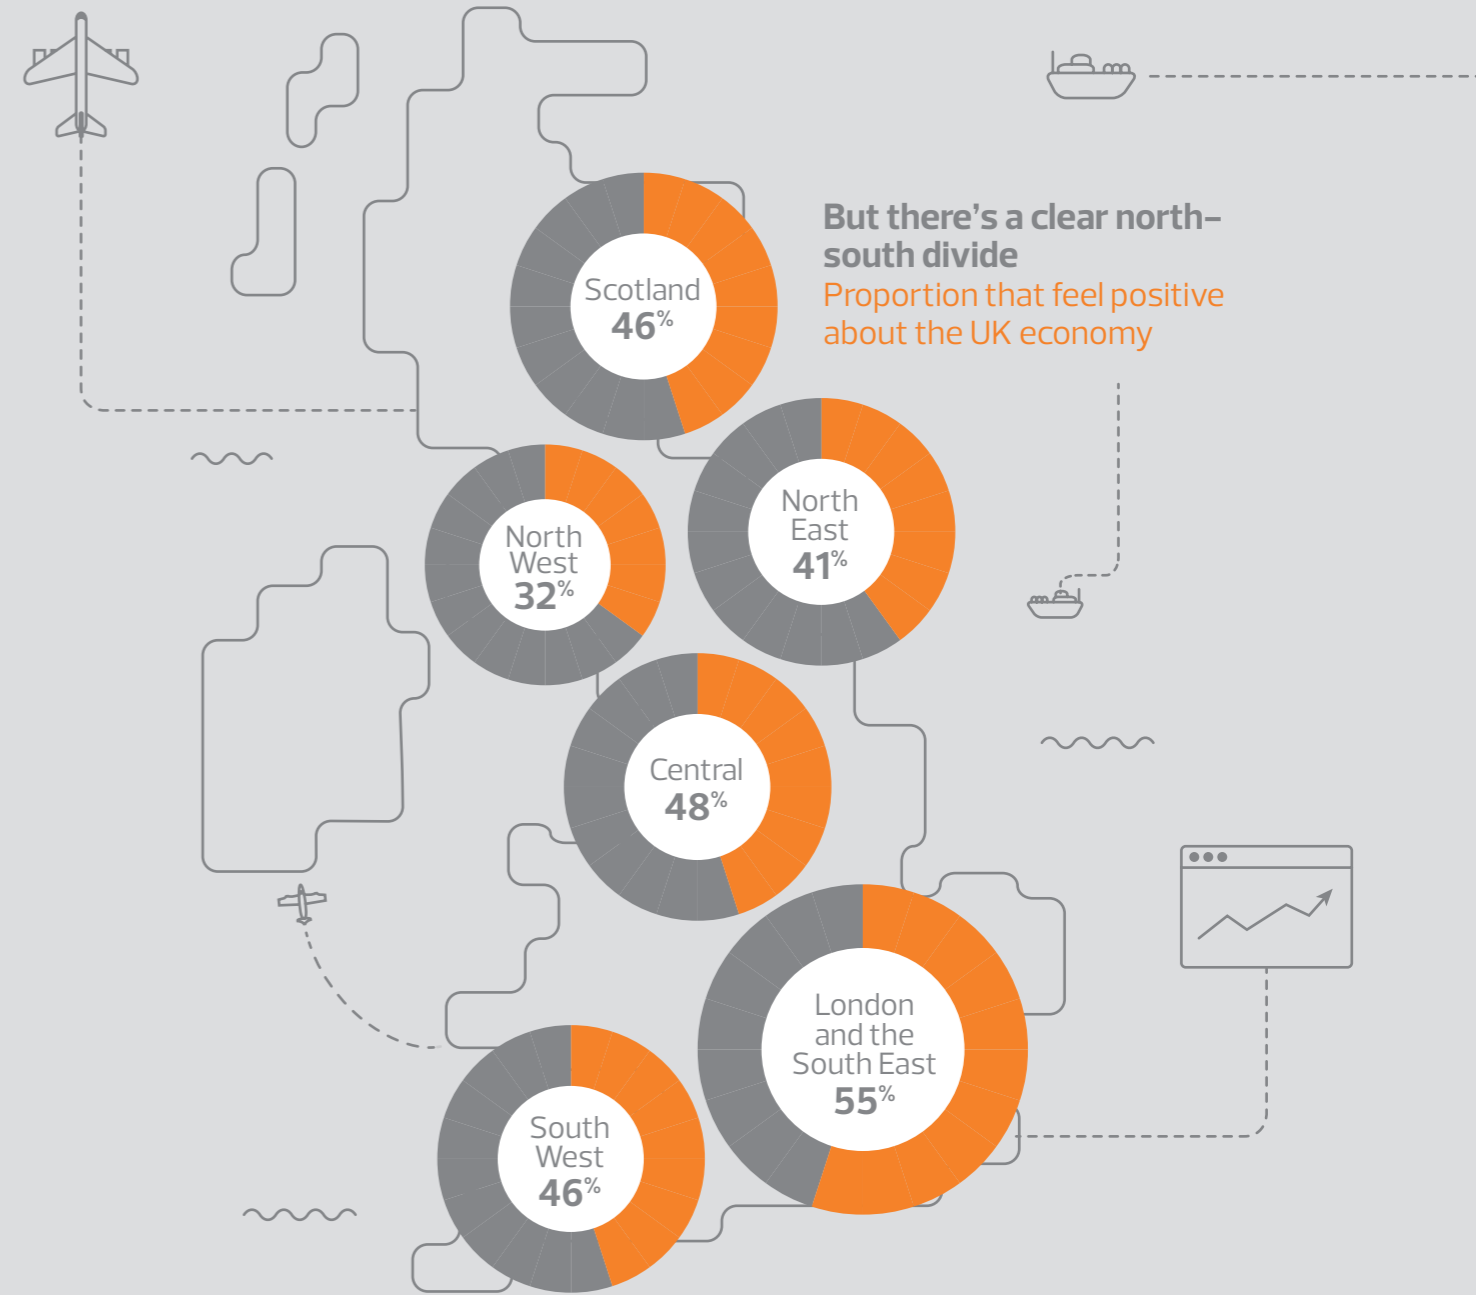 But there's a clear north–
south divide
Proportion that feel positive
about the UK economy
Scotland
46%
North
East
41%
North
West
32%
Central
48%
London
and the
South East
55%
South
West
46%